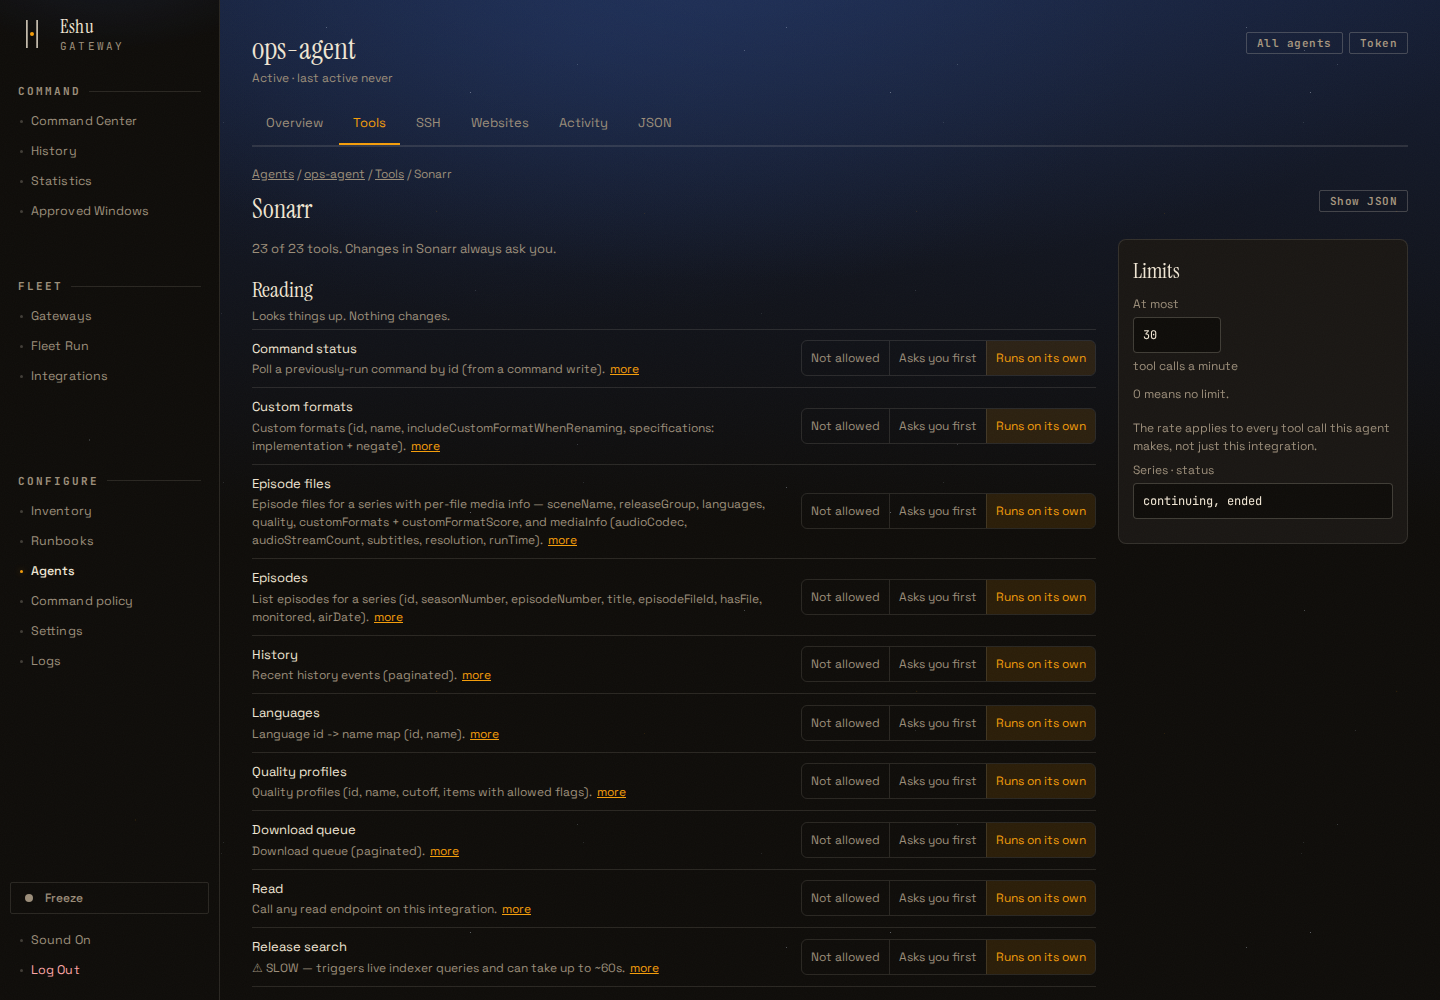 Eshu
GATEWAY
COMMAND
Command Center
History
Statistics
Approved Windows
FLEET
Gateways
Fleet Run
Integrations
CONFIGURE
Inventory
Runbooks
Agents
Command policy
Settings
Logs
Freeze
Sound On
Log Out
ops-agent
Active · last active never
All agents
Token
Overview
Tools
SSH
Websites
Activity
JSON
Agents / ops-agent / Tools / Sonarr
Sonarr
Show JSON
23 of 23 tools. Changes in Sonarr always ask you.
Reading
Looks things up. Nothing changes.
Command status
Poll a previously-run command by id (from a command write). more
Not allowed Asks you first Runs on its own
Custom formats
Custom formats (id, name, includeCustomFormatWhenRenaming, specifications:
implementation + negate). more
Not allowed Asks you first Runs on its own
Episode files
Episode files for a series with per-file media info — sceneName, releaseGroup, languages,
quality, customFormats + customFormatScore, and mediaInfo (audioCodec,
audioStreamCount, subtitles, resolution, runTime). more
Not allowed Asks you first Runs on its own
Episodes
List episodes for a series (id, seasonNumber, episodeNumber, title, episodeFileId, hasFile,
monitored, airDate). more
Not allowed Asks you first Runs on its own
History
Recent history events (paginated). more
Not allowed Asks you first Runs on its own
Languages
Language id -> name map (id, name). more
Not allowed Asks you first Runs on its own
Quality profiles
Quality profiles (id, name, cutoff, items with allowed flags). more
Not allowed Asks you first Runs on its own
Download queue
Download queue (paginated). more
Not allowed Asks you first Runs on its own
Read
Call any read endpoint on this integration. more
Not allowed Asks you first Runs on its own
Release search
⚠ SLOW — triggers live indexer queries and can take up to ~60s. more
Not allowed Asks you first Runs on its own
Limits
At most
30
tool calls a minute
0 means no limit.
The rate applies to every tool call this agent
makes, not just this integration.
Series · status
continuing, ended